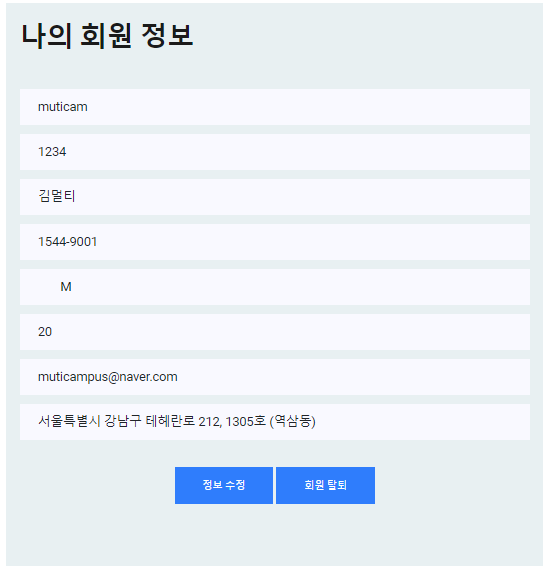 나의 회원 정보
muticam
1234
김멀티
1544-9001
M
20
muticampus@naver.com
서울특별시 강남구 테헤란로 212, 1305호 (역삼동)
정보 수정 회원 탈퇴